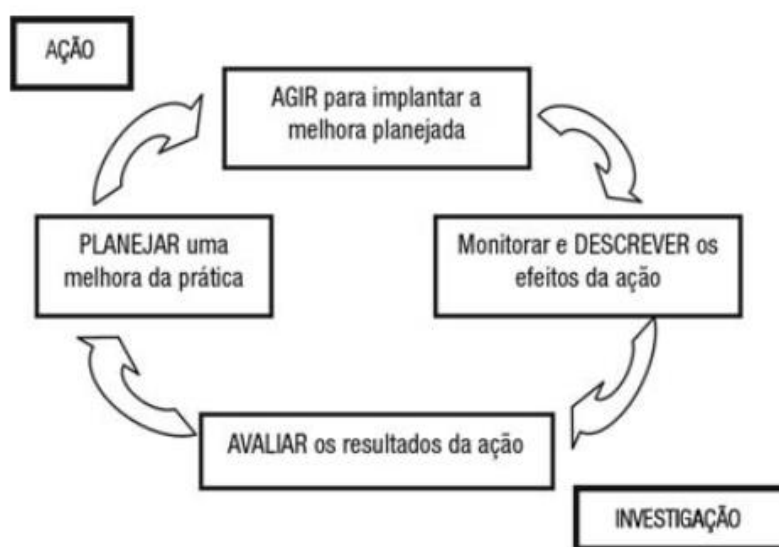 AÇÃO
AGIR para implantar a
melhora planejada
PLANEJAR uma
melhora da prática
Monitorar e DESCREVER os
efeitos da ação
AVALIAR os resultados da ação
INVESTIGAÇÃO